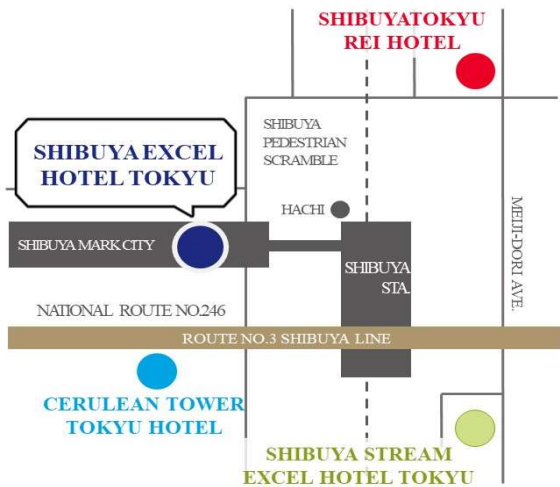 SHIBUYATOKYU
REI HOTEL
SHIBUYA
PEDESTRIAN
SCRAMBLE
SHIBUYA EXCEL
HOTEL TOKYU
HACHI
MEIJI-DORI AVE.
SHIBUYA MARK CITY
SHIBUYA
STA.
NATIONAL ROUTE NO.246
ROUTE NO.3 SHIBUYA LINE
CERULEAN TOWER
TOKYU HOTEL
SHIBUYA STREAM
EXCEL HOTEL TOKYU